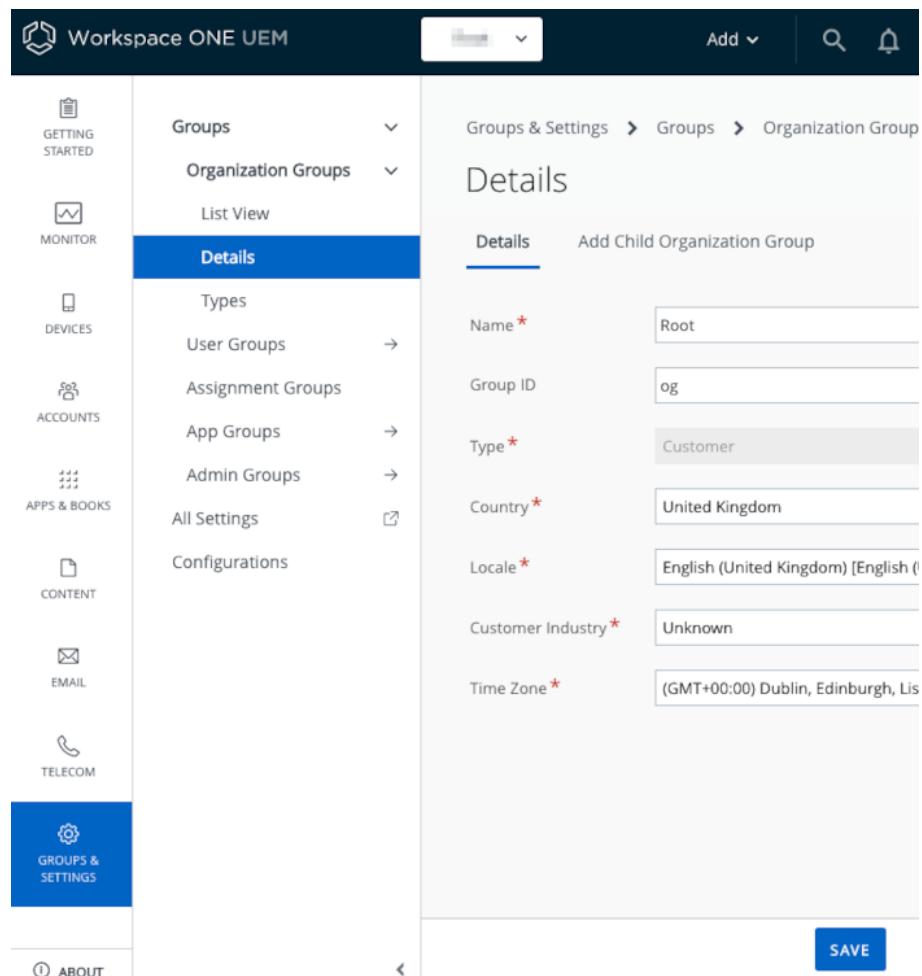 Workspace ONE UEM
Add
GETTING
STARTED
MONITOR
DEVICES
ACCOUNTS
APPS & BOOKS
CONTENT
EMAIL
TELECOM
GROUPS &
SETTINGS
ABOUT
Groups
Organization Groups
List View
Details
Types
User Groups
Assignment Groups
App Groups
Admin Groups
All Settings
Configurations
Groups & Settings > Groups > Organization Group
Details
Details Add Child Organization Group
Name * Root
Group ID og
Type * Customer
Country * United Kingdom
Locale * English (United Kingdom) [English (
Customer Industry * Unknown
Time Zone * (GMT+00:00) Dublin, Edinburgh, Lis
SAVE